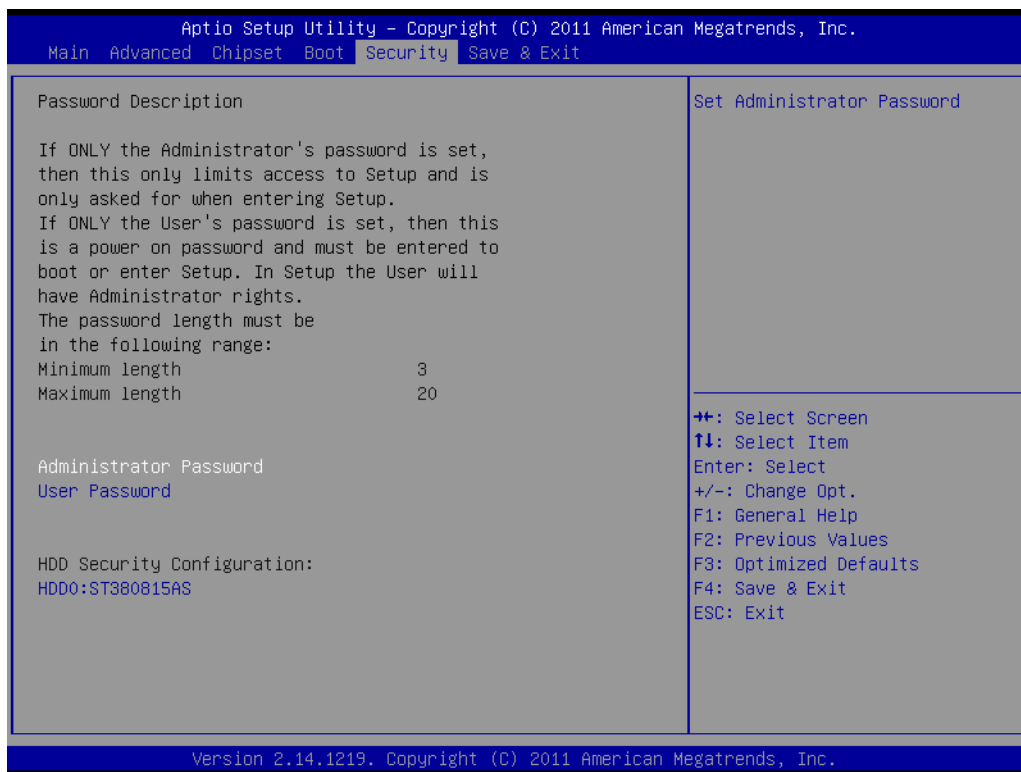 Aptio Setup Utility – Copyright (C) 2011 American Megatrends, Inc.
Main Advanced Chipset Boot Security Save & Exit
Password Description
If ONLY the Administrator's password is set,
then this only limits access to Setup and is
only asked for when entering Setup.
If ONLY the User's password is set, then this
is a power on password and must be entered to
boot or enter Setup. In Setup the User will
have Administrator rights.
The password length must be
in the following range:
Minimum length 3
Maximum length 20
Administrator Password
User Password
HDD Security Configuration:
HDD0:ST380815AS
Set Administrator Password
→←: Select Screen
↑↓: Select Item
Enter: Select
+/-: Change Opt.
F1: General Help
F2: Previous Values
F3: Optimized Defaults
F4: Save & Exit
ESC: Exit
Version 2.14.1219. Copyright (C) 2011 American Megatrends, Inc.